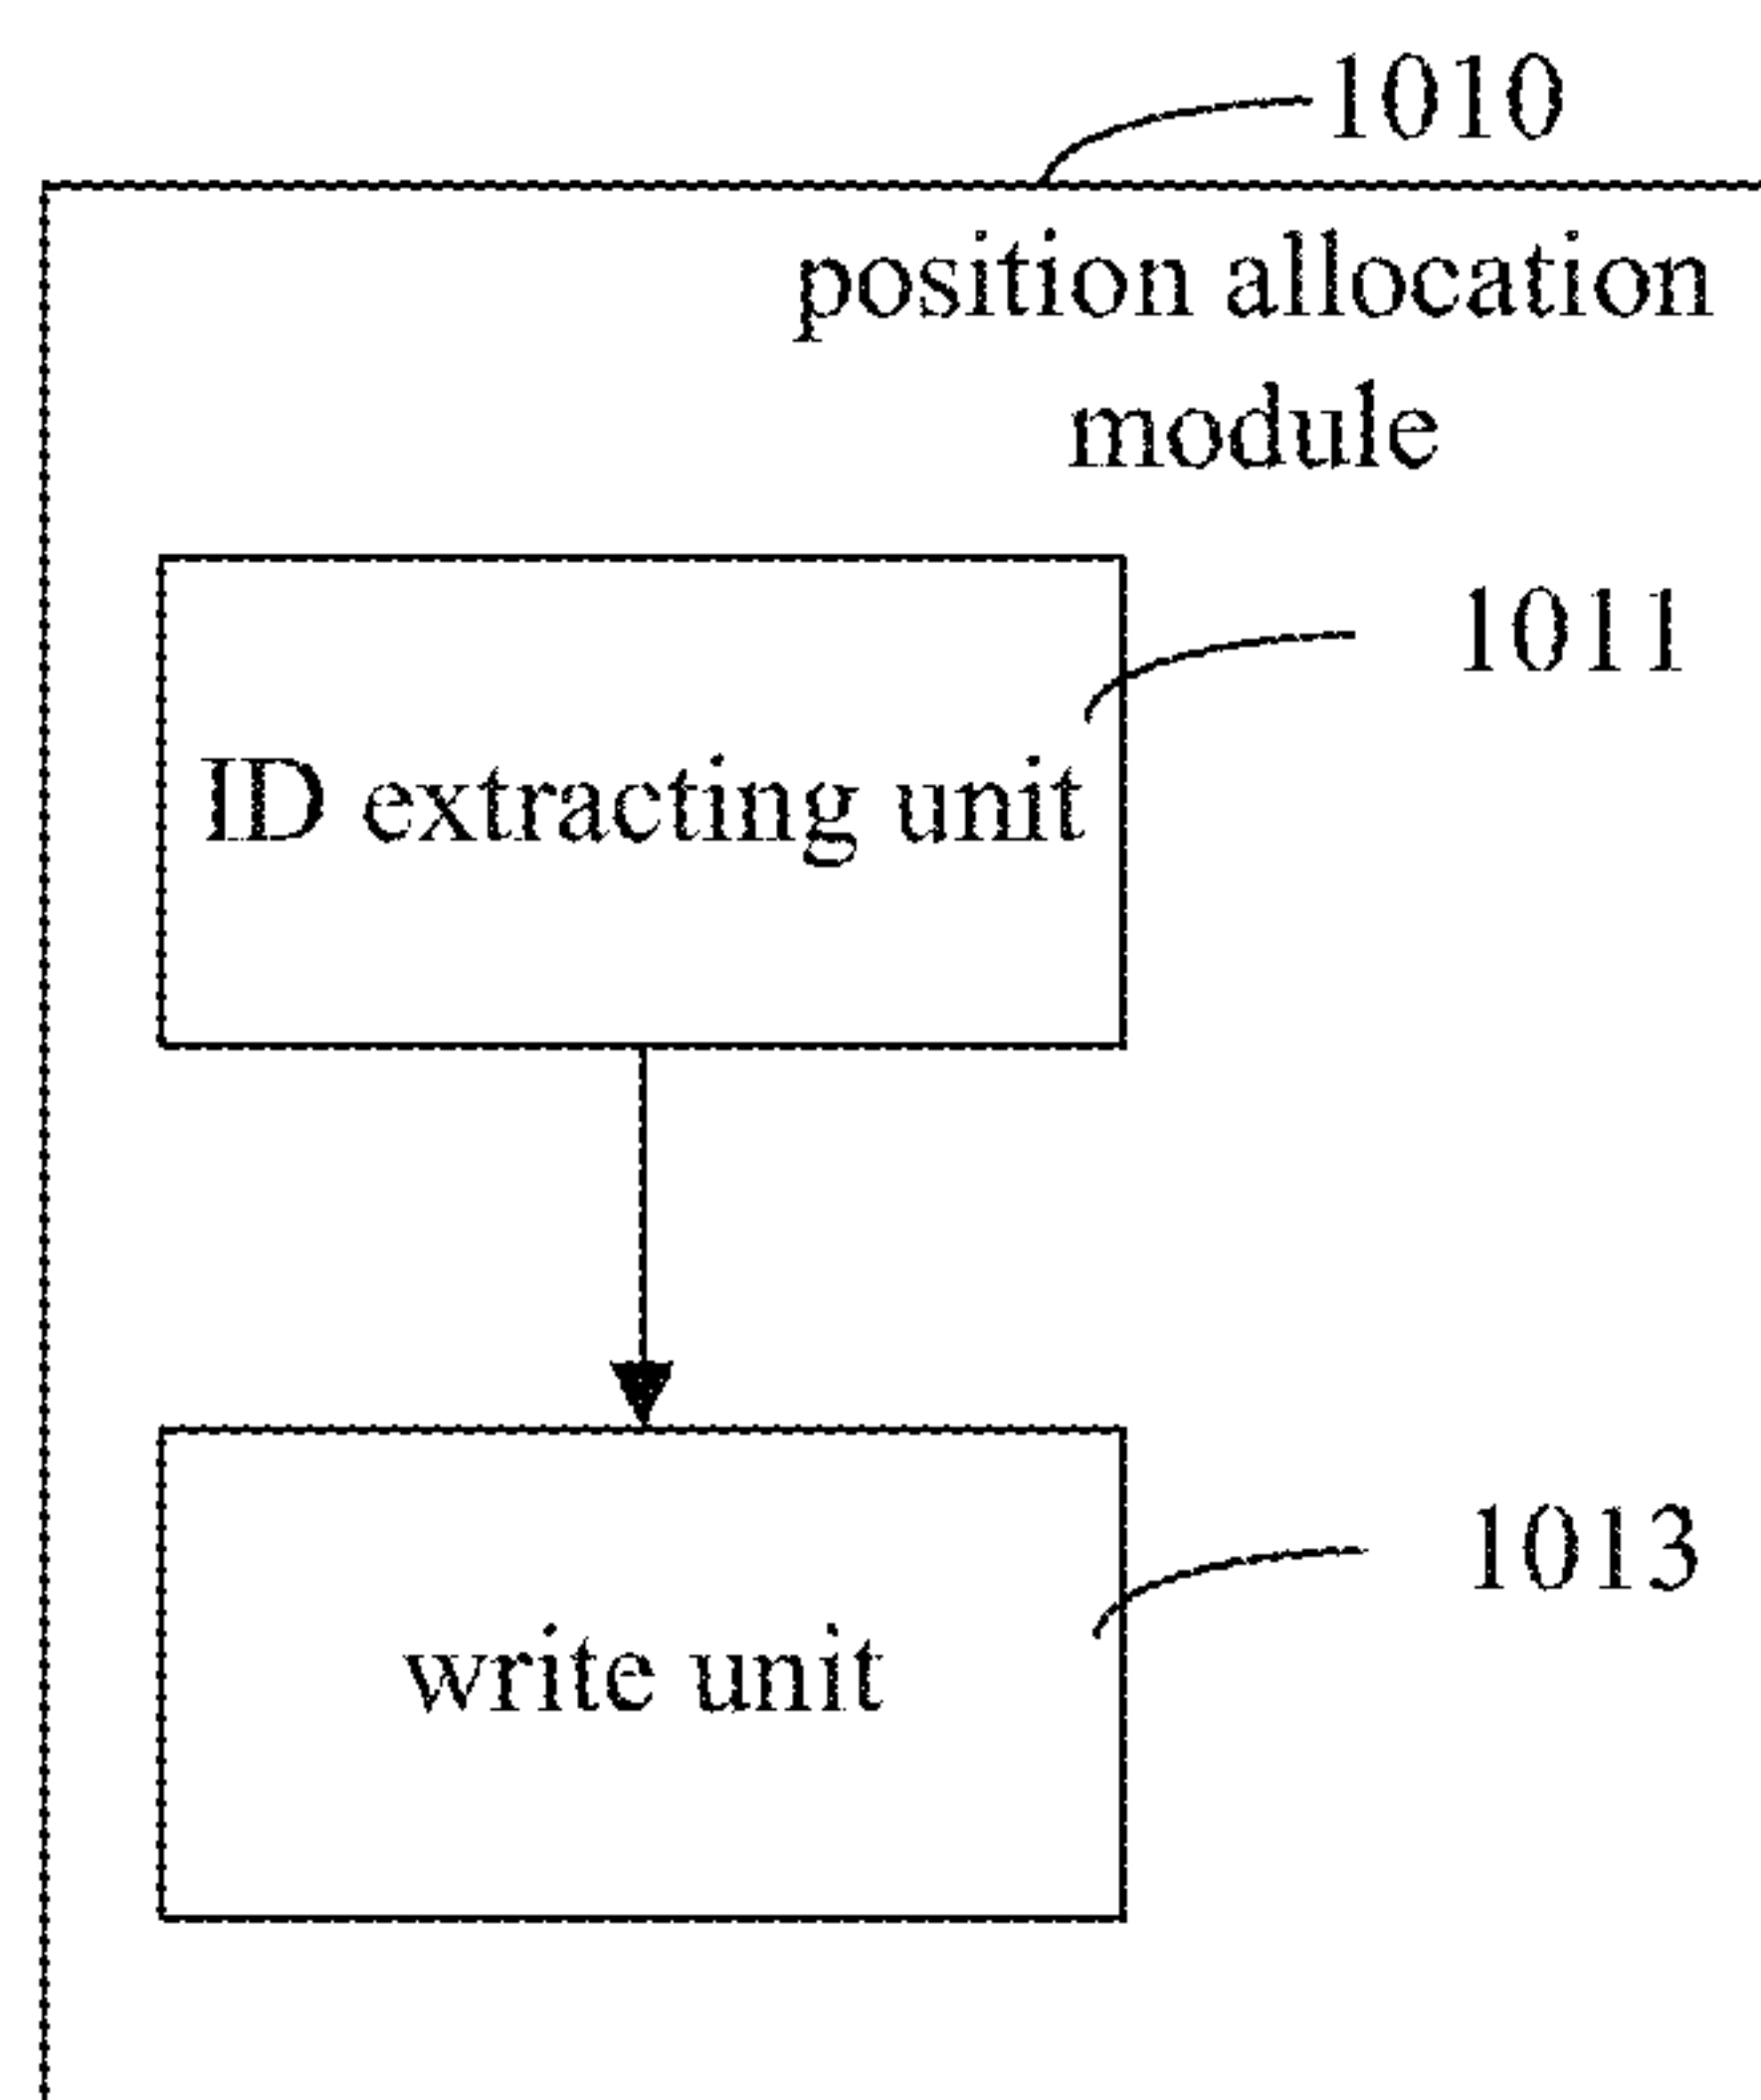 1010
position allocation
module
1011
ID extracting unit
1013
write unit